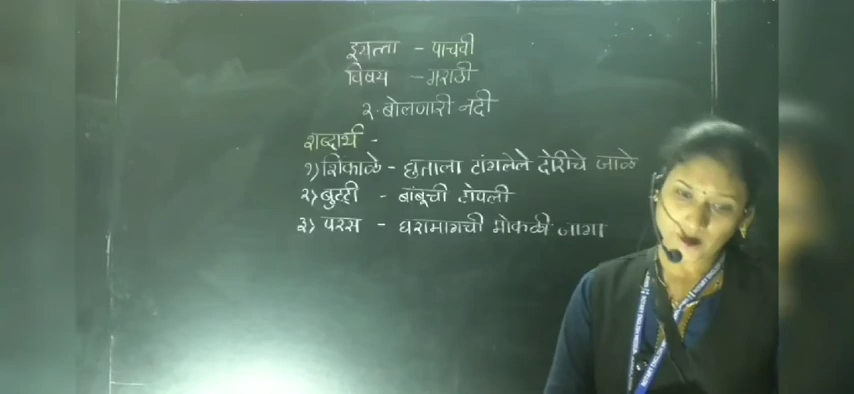 इयत्ता - पाचवी
विषय - मराठी
२. बोलणारी नदी
शब्दार्थ -
१) शिंकाळे - छताला टांगलेले दोरीचे जाळे
२) बुट्टी - बांबूची टोपली
३) परस - घरामागची मोकळी जागा